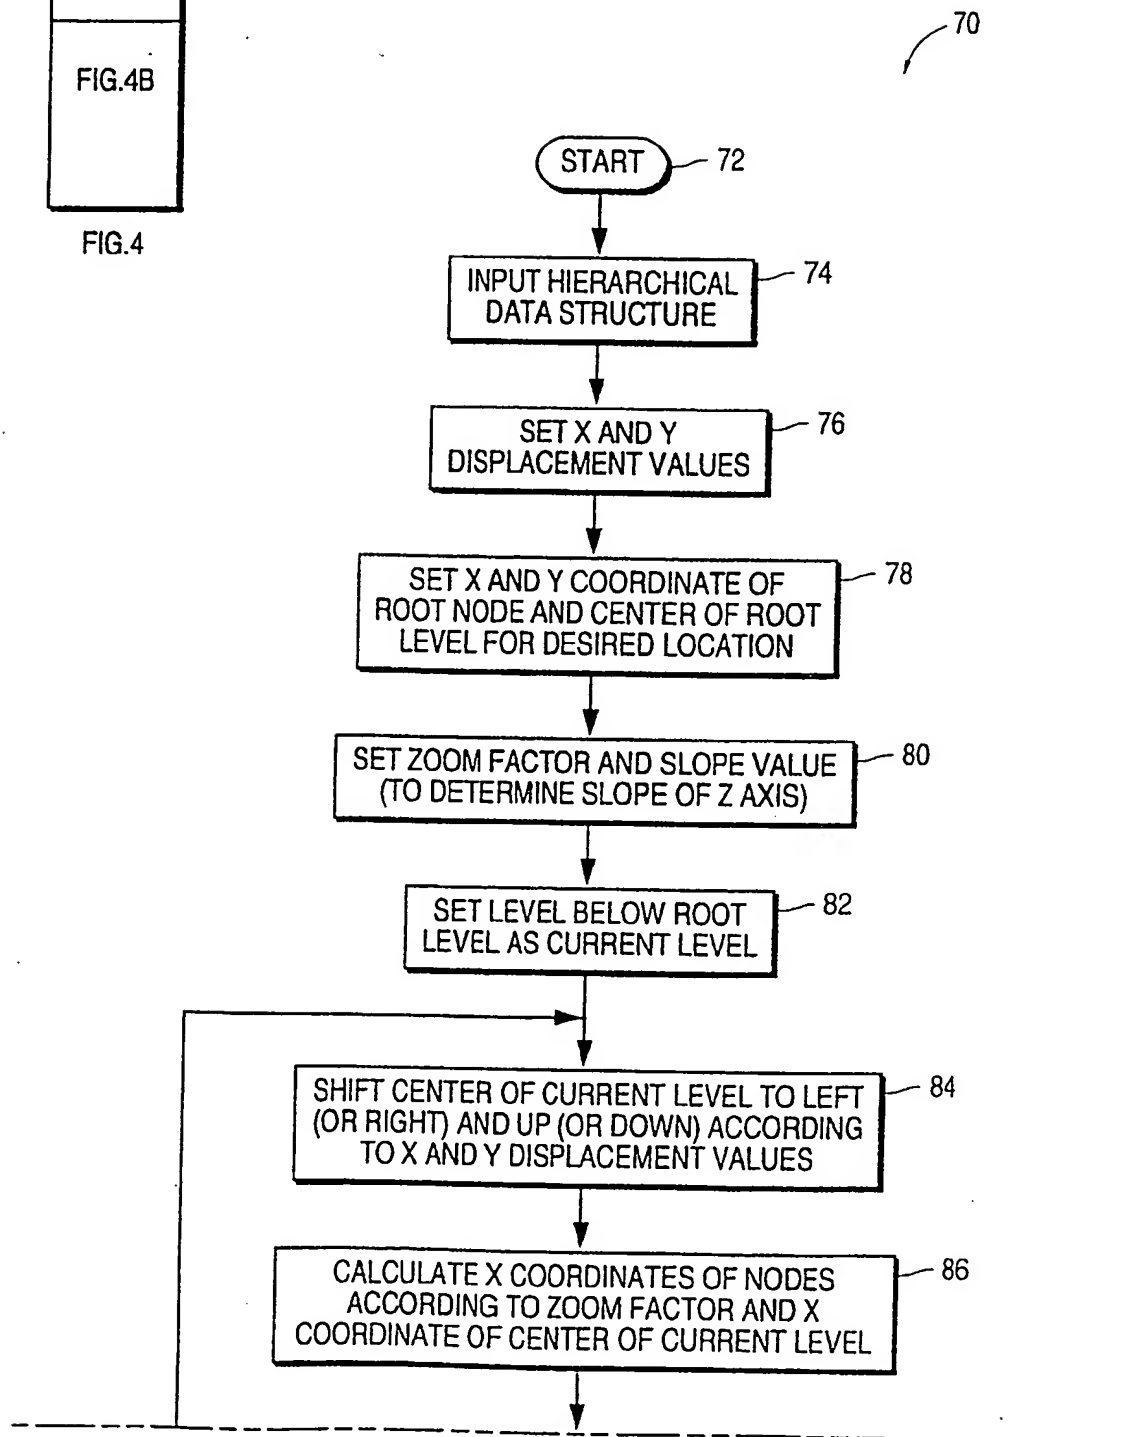 70
FIG.4B
FIG.4
START
72
INPUT HIERARCHICAL
DATA STRUCTURE
74
SET X AND Y
DISPLACEMENT VALUES
76
SET X AND Y COORDINATE OF
ROOT NODE AND CENTER OF ROOT
LEVEL FOR DESIRED LOCATION
78
SET ZOOM FACTOR AND SLOPE VALUE
(TO DETERMINE SLOPE OF Z AXIS)
80
SET LEVEL BELOW ROOT
LEVEL AS CURRENT LEVEL
82
SHIFT CENTER OF CURRENT LEVEL TO LEFT
(OR RIGHT) AND UP (OR DOWN) ACCORDING
TO X AND Y DISPLACEMENT VALUES
84
CALCULATE X COORDINATES OF NODES
ACCORDING TO ZOOM FACTOR AND X
COORDINATE OF CENTER OF CURRENT LEVEL
86